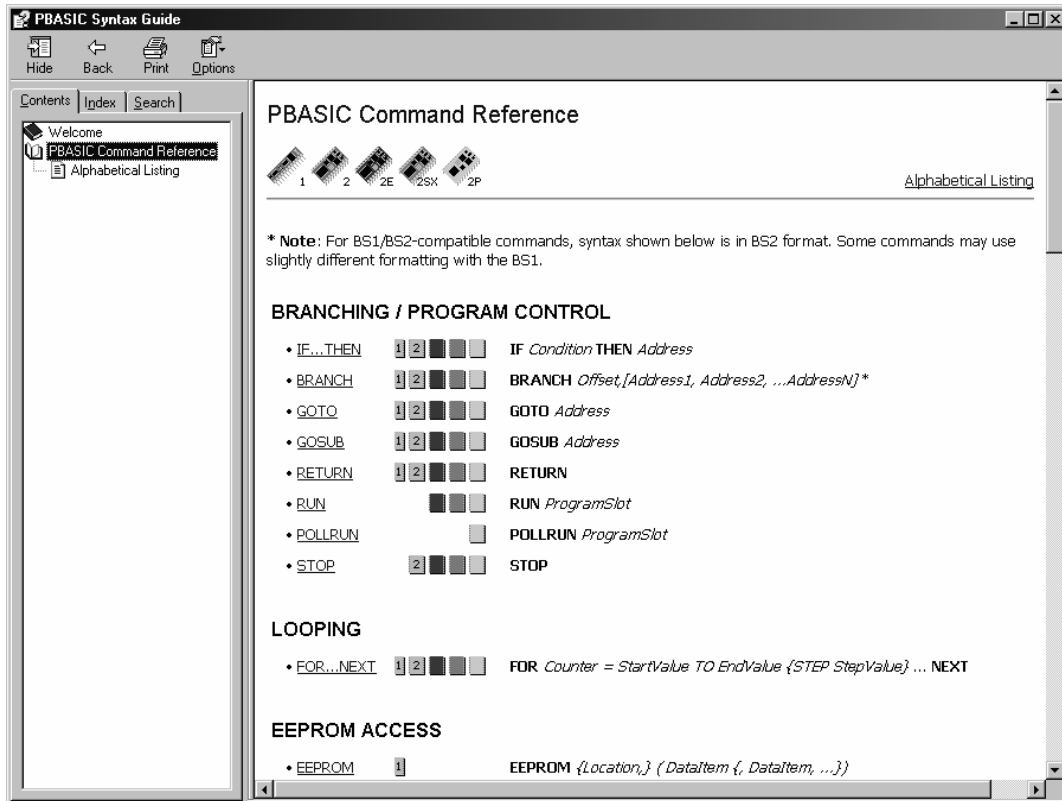 PBASIC Syntax Guide
Hide Back Print Options
Contents Index Search
Welcome
PBASIC Command Reference
Alphabetical Listing
PBASIC Command Reference
1 2 2E 2SX 2P
Alphabetical Listing
* Note: For BS1/BS2-compatible commands, syntax shown below is in BS2 format. Some commands may use
slightly different formatting with the BS1.
BRANCHING / PROGRAM CONTROL
• IF...THEN 1 2 IF Condition THEN Address
• BRANCH 1 2 BRANCH Offset,[Address1, Address2, ...AddressN]*
• GOTO 1 2 GOTO Address
• GOSUB 1 2 GOSUB Address
• RETURN 1 2 RETURN
• RUN RUN ProgramSlot
• POLLRUN POLLRUN ProgramSlot
• STOP 2 STOP
LOOPING
• FOR...NEXT 1 2 FOR Counter = StartValue TO EndValue {STEP StepValue} ... NEXT
EEPROM ACCESS
• EEPROM 1 EEPROM {Location,} ( DataItem {, DataItem, ...})